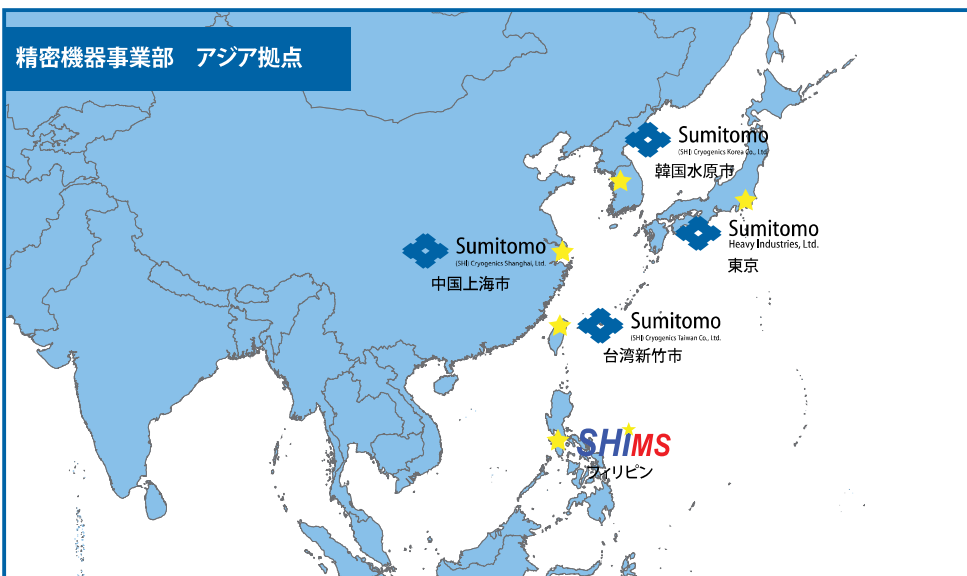 精密機器事業部 アジア拠点
Sumitomo
(SHI) Cryogenics Korea Co., Ltd.
韓国水原市
Sumitomo
Heavy Industries, Ltd.
東京
Sumitomo
(SHI) Cryogenics Shanghai, Ltd.
中国上海市
Sumitomo
(SHI) Cryogenics Taiwan Co., Ltd.
台湾新竹市
SHiMS
フィリピン